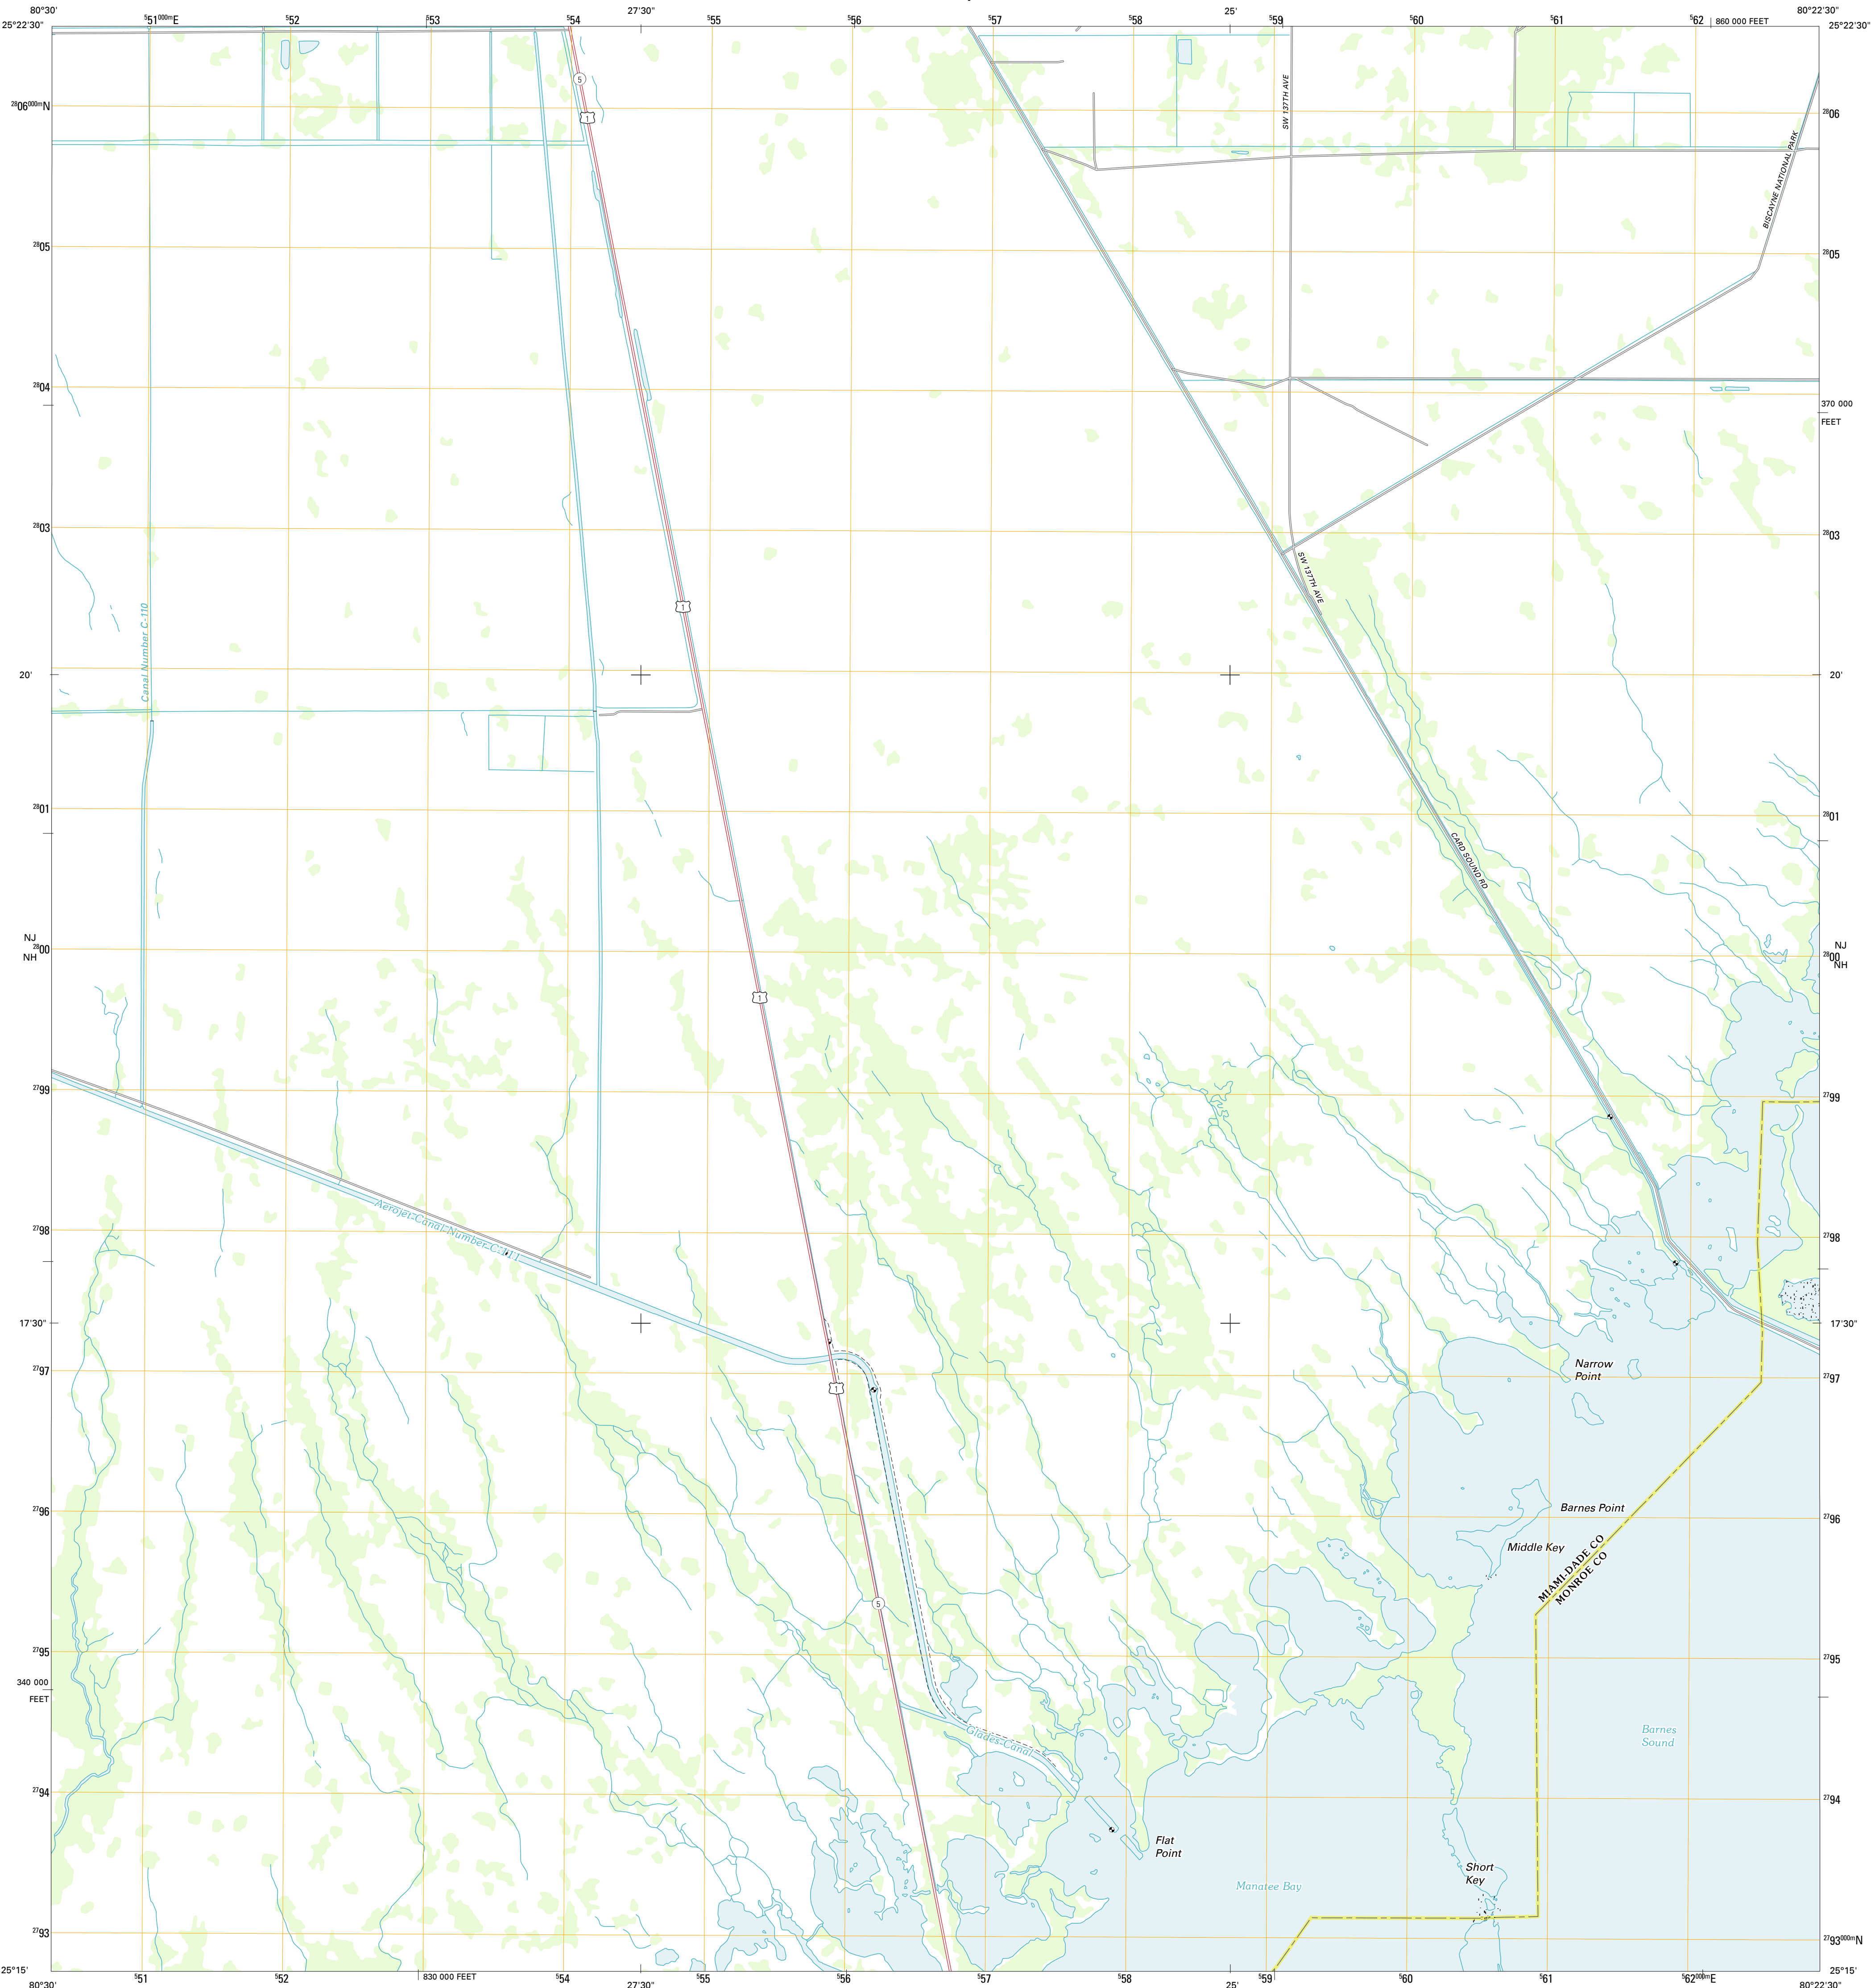 80°30'
⁵51⁰⁰⁰ᵐE
⁵52
⁵53
⁵54
27'30"
⁵55
⁵56
⁵57
⁵58
25'
⁵59
⁵60
⁵61
⁵62
860 000 FEET
80°22'30"
25°22'30"
25°22'30"
5
1
SW 137TH AVE
²⁸06⁰⁰⁰ᵐN
²⁸06
BISCAYNE NATIONAL PARK
²⁸05
²⁸05
²⁸04
370 000
FEET
²⁸03
²⁸03
SW 137TH AVE
Canal Number C-110
1
20'
20'
²⁸01
²⁸01
CARD SOUND RD
NJ
NH
²⁸00
NJ
²⁸00
NH
1
²⁷99
²⁷99
Aerojet Canal Number C-111
²⁷98
²⁷98
17'30"
17'30"
²⁷97
²⁷97
Narrow
Point
1
²⁷96
²⁷96
Barnes Point
Middle Key
MIAMI-DADE CO
MONROE CO
5
²⁷95
²⁷95
340 000
FEET
Glades Canal
Barnes
Sound
²⁷94
²⁷94
Flat
Point
Short
Key
Manatee Bay
²⁷93
²⁷93⁰⁰⁰ᵐN
25°15'
25°15'
80°30'
⁵51
⁵52
830 000 FEET
⁵54
27'30"
⁵55
⁵56
⁵57
⁵58
25'
⁵59
⁵60
⁵61
⁵62⁰⁰⁰ᵐE
80°22'30"